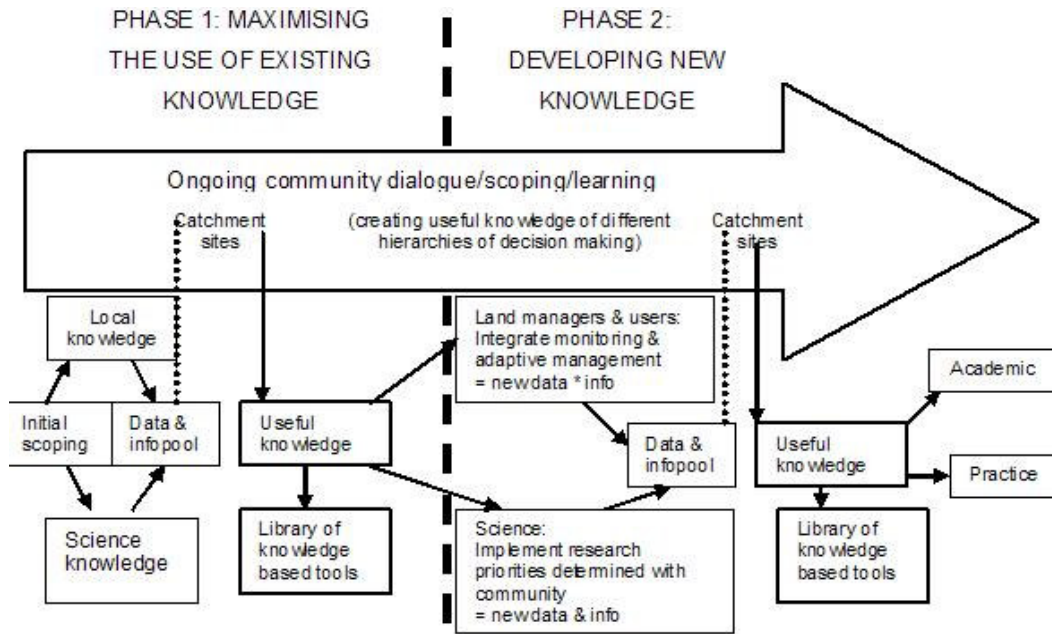 PHASE 1: MAXIMISING
THE USE OF EXISTING
KNOWLEDGE
PHASE 2:
DEVELOPING NEW
KNOWLEDGE
Ongoing community dialogue/scoping/learning
Catchment
sites
(creating useful knowledge of different
hierarchies of decision making)
Catchment
sites
Local
knowledge
Initial
scoping
Data &
infopool
Science
knowledge
Useful
knowledge
Library of
knowledge
based tools
Land managers & users:
Integrate monitoring &
adaptive management
= new data * info
Data &
infopool
Science:
Implement research
priorities determined with
community
= new data & info
Useful
knowledge
Library of
knowledge
based tools
Academic
Practice